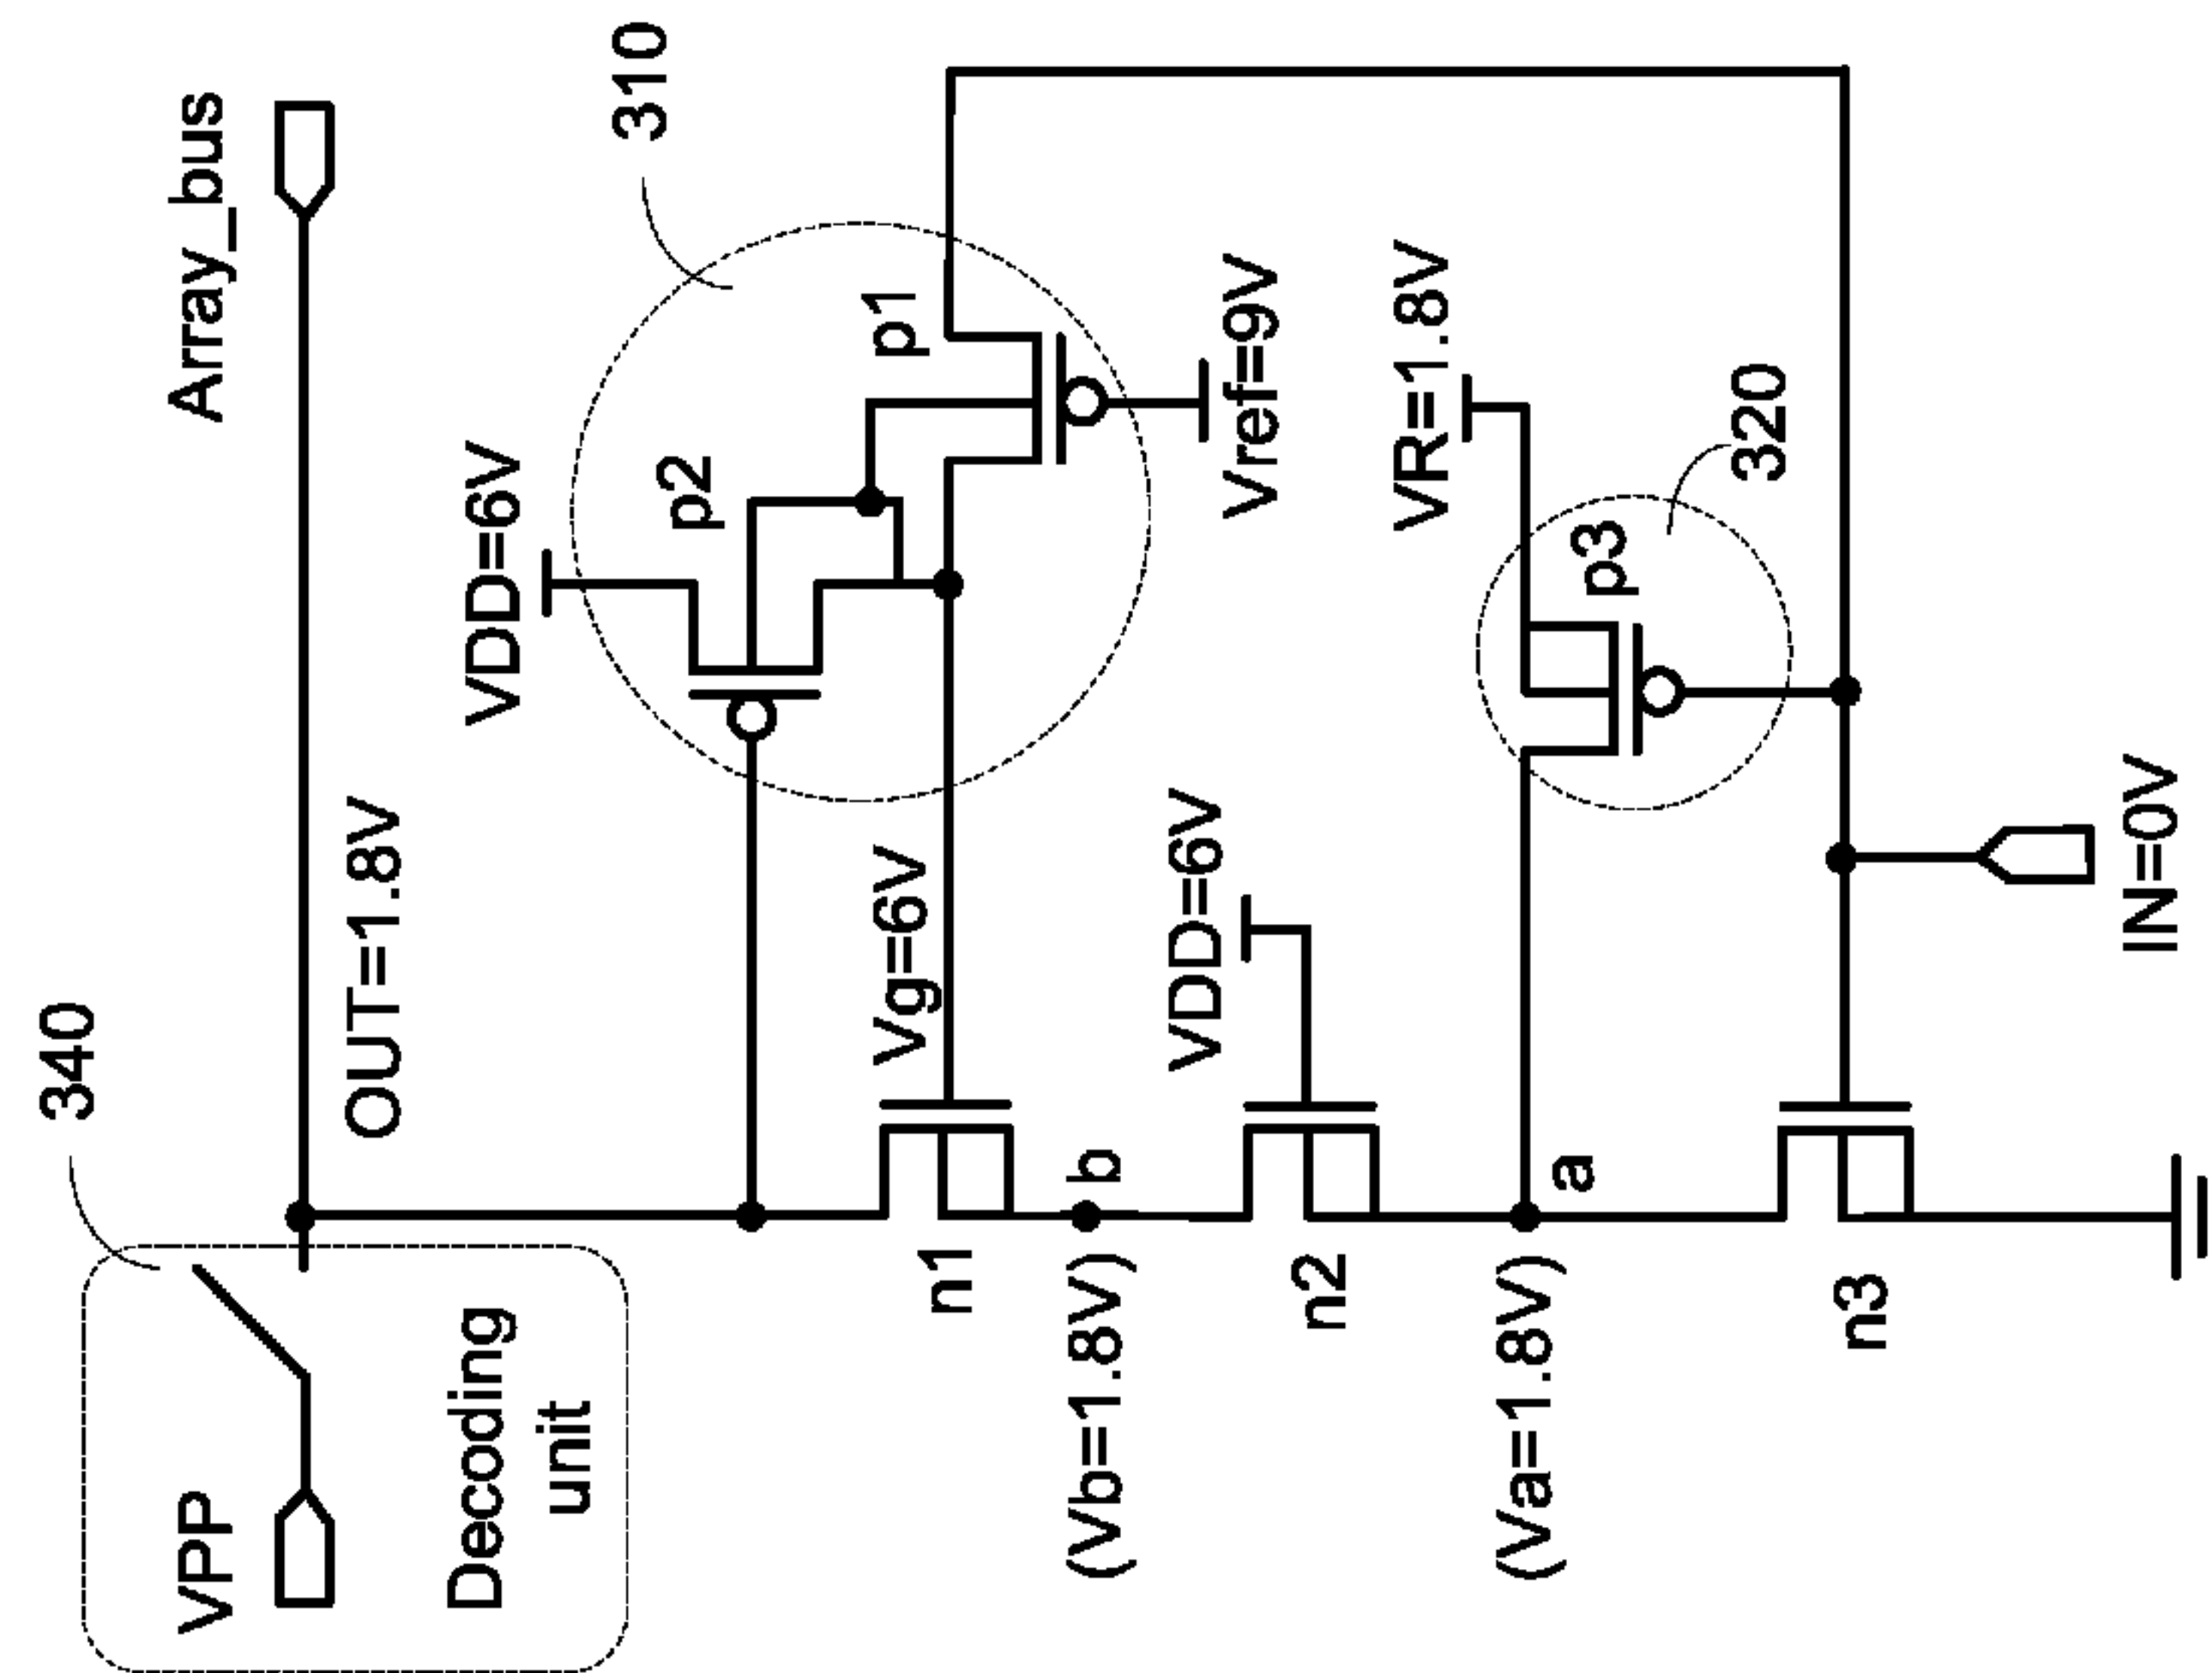 340
VPP
Decoding
unit
Array_bus
OUT=1.8V
310
VDD=6V
p2
p1
Vg=6V
Vref=9V
n1
b
(Vb=1.8V)
VDD=6V
n2
VR=1.8V
320
p3
a
(Va=1.8V)
n3
IN=0V